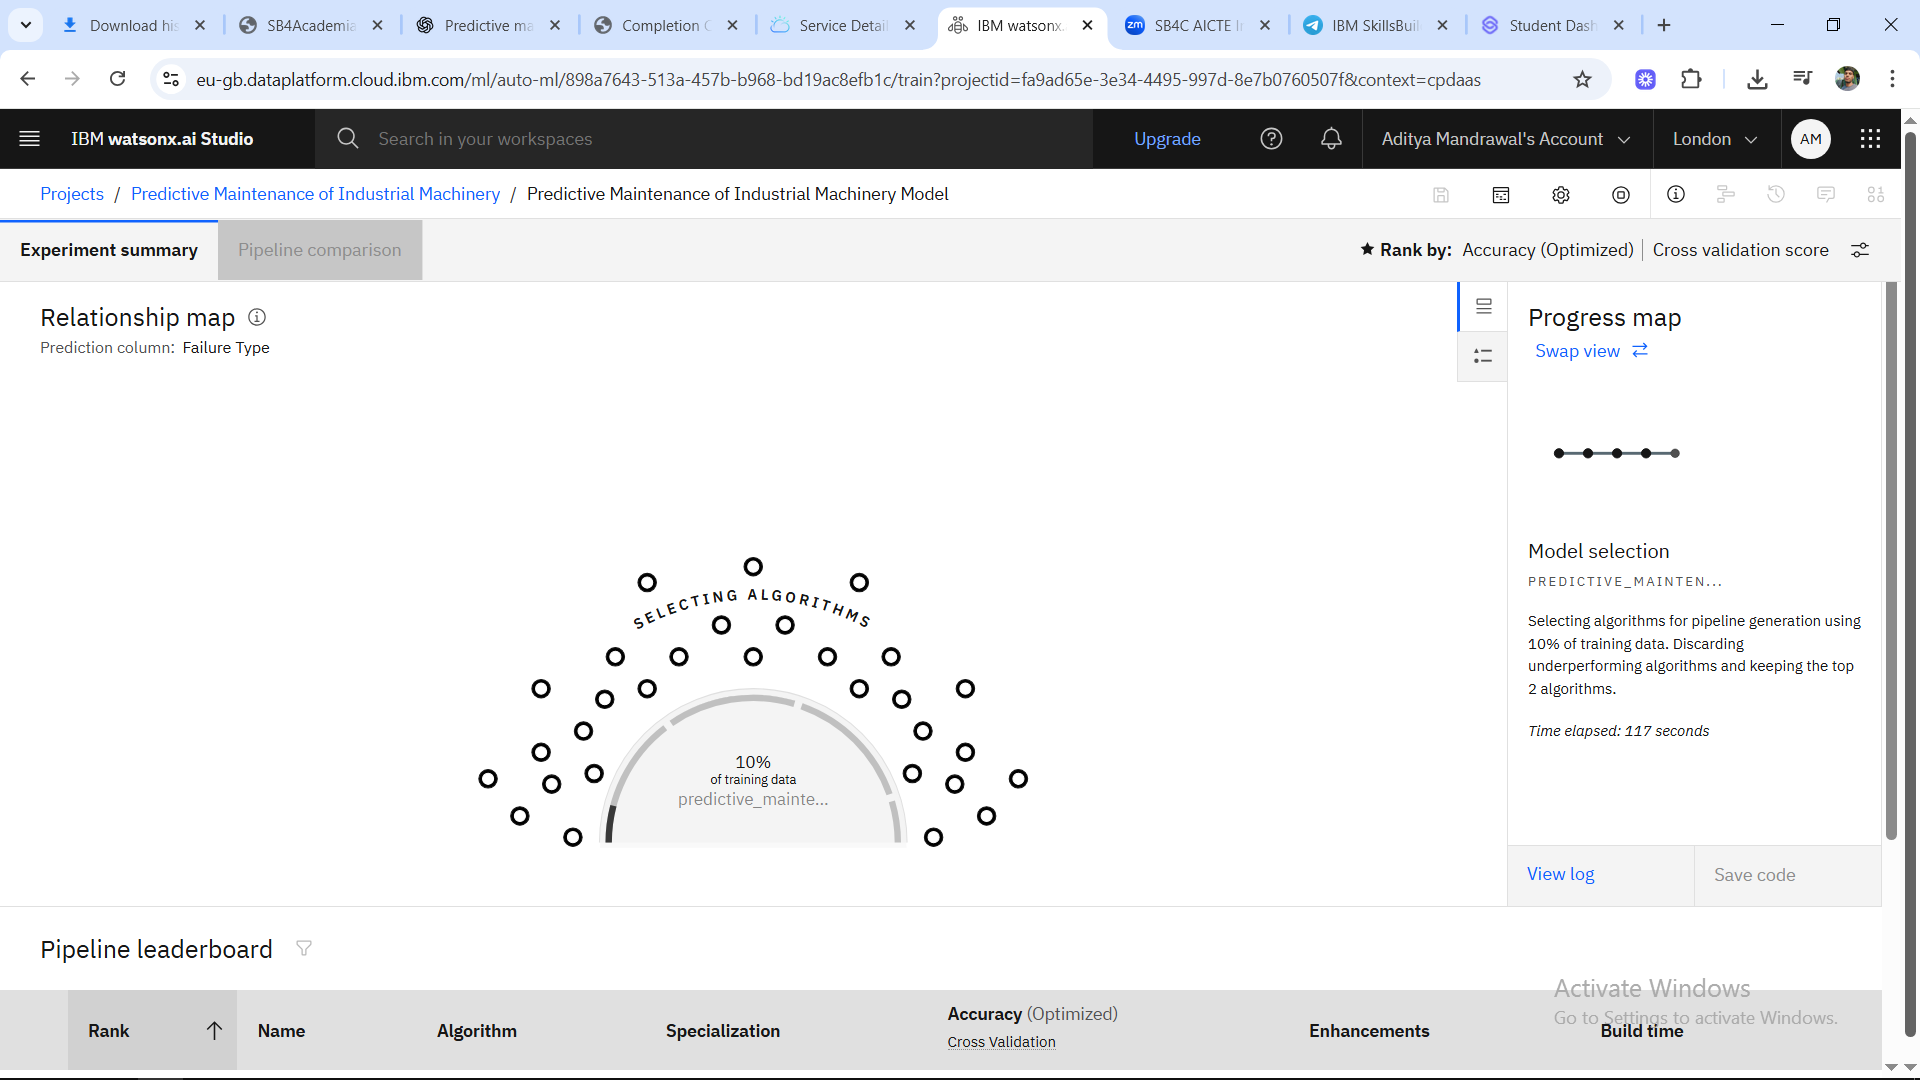 Download his
SB4Academia
Predictive ma
Completion C
Service Detail
IBM watsonx.
SB4C AICTE In
IBM SkillsBuil
Student Dash
eu-gb.dataplatform.cloud.ibm.com/ml/auto-ml/898a7643-513a-457b-b968-bd19ac8efb1c/train?projectid=fa9ad65e-3e34-4495-997d-8e7b0760507f&context=cpdaas
IBM watsonx.ai Studio
Search in your workspaces
Upgrade
Aditya Mandrawal's Account
London
AM
Projects / Predictive Maintenance of Industrial Machinery / Predictive Maintenance of Industrial Machinery Model
Experiment summary
Pipeline comparison
Rank by: Accuracy (Optimized) | Cross validation score
Relationship map
Prediction column: Failure Type
SELECTING ALGORITHMS
10%
of training data
predictive_mainte...
Progress map
Swap view
Model selection
PREDICTIVE_MAINTEN...
Selecting algorithms for pipeline generation using
10% of training data. Discarding
underperforming algorithms and keeping the top
2 algorithms.
Time elapsed: 117 seconds
View log
Save code
Pipeline leaderboard
Rank
Name
Algorithm
Specialization
Accuracy (Optimized)
Cross Validation
Enhancements
Build time
Activate Windows
Go to Settings to activate Windows.